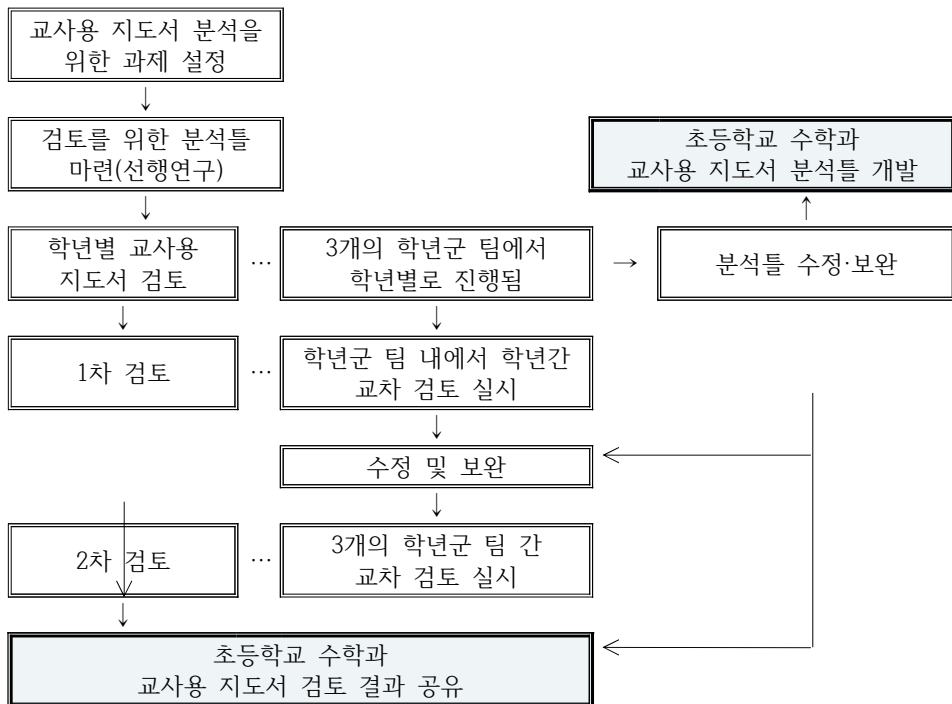 교사용 지도서 분석을
위한 과제 설정
↓
검토를 위한 분석틀
마련(선행연구)
초등학교 수학과
교사용 지도서 분석틀 개발
↓
↑
학년별 교사용
지도서 검토
…
3개의 학년군 팀에서
학년별로 진행됨
→
분석틀 수정·보완
↓
↓
1차 검토
…
학년군 팀 내에서 학년간
교차 검토 실시
↓
수정 및 보완
↓
2차 검토
…
3개의 학년군 팀 간
교차 검토 실시
↓
초등학교 수학과
교사용 지도서 검토 결과 공유